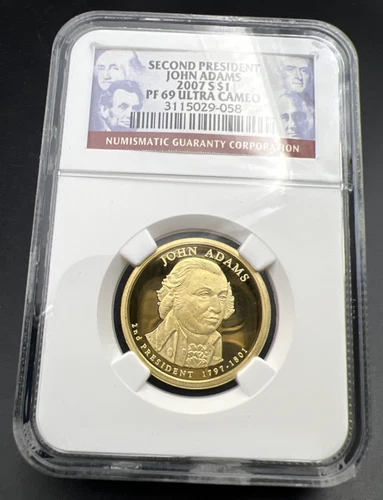 SECOND PRESIDENT
JOHN ADAMS
2007 S $1
PF 69 ULTRA CAMEO
3115029-058
NUMISMATIC GUARANTY CORPORATION
JOHN ADAMS
2nd PRESIDENT 1797-1801